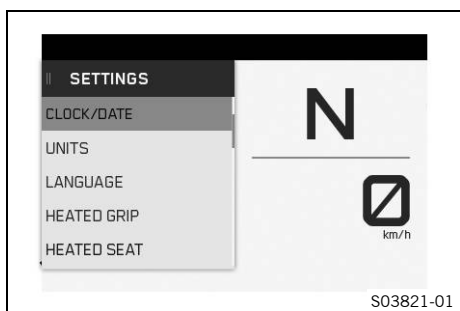 SETTINGS
CLOCK/DATE
UNITS
LANGUAGE
HEATED GRIP
HEATED SEAT
N
0
km/h
S03821-01